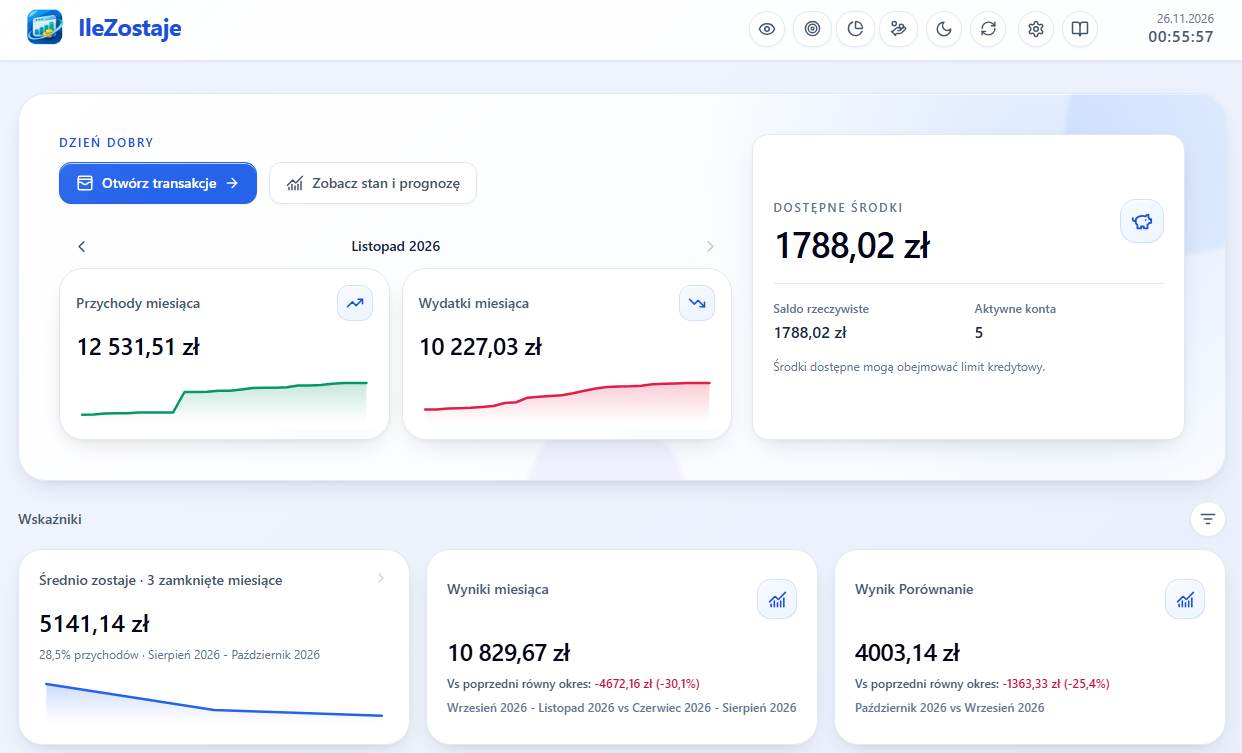 IleZostaje
26.11.2026
00:55:57
DZIEŃ DOBRY
Otwórz transakcje
Zobacz stan i prognozę
Listopad 2026
Przychody miesiąca
12 531,51 zł
Wydatki miesiąca
10 227,03 zł
DOSTĘPNE ŚRODKI
1788,02 zł
Saldo rzeczywiste
1788,02 zł
Aktywne konta
5
Środki dostępne mogą obejmować limit kredytowy.
Wskaźniki
Średnio zostaje · 3 zamknięte miesiące
5141,14 zł
28,5% przychodów · Sierpień 2026 - Październik 2026
Wyniki miesiąca
10 829,67 zł
Vs poprzedni równy okres: -4672,16 zł (-30,1%)
Wrzesień 2026 - Listopad 2026 vs Czerwiec 2026 - Sierpień 2026
Wynik Porównanie
4003,14 zł
Vs poprzedni równy okres: -1363,33 zł (-25,4%)
Październik 2026 vs Wrzesień 2026